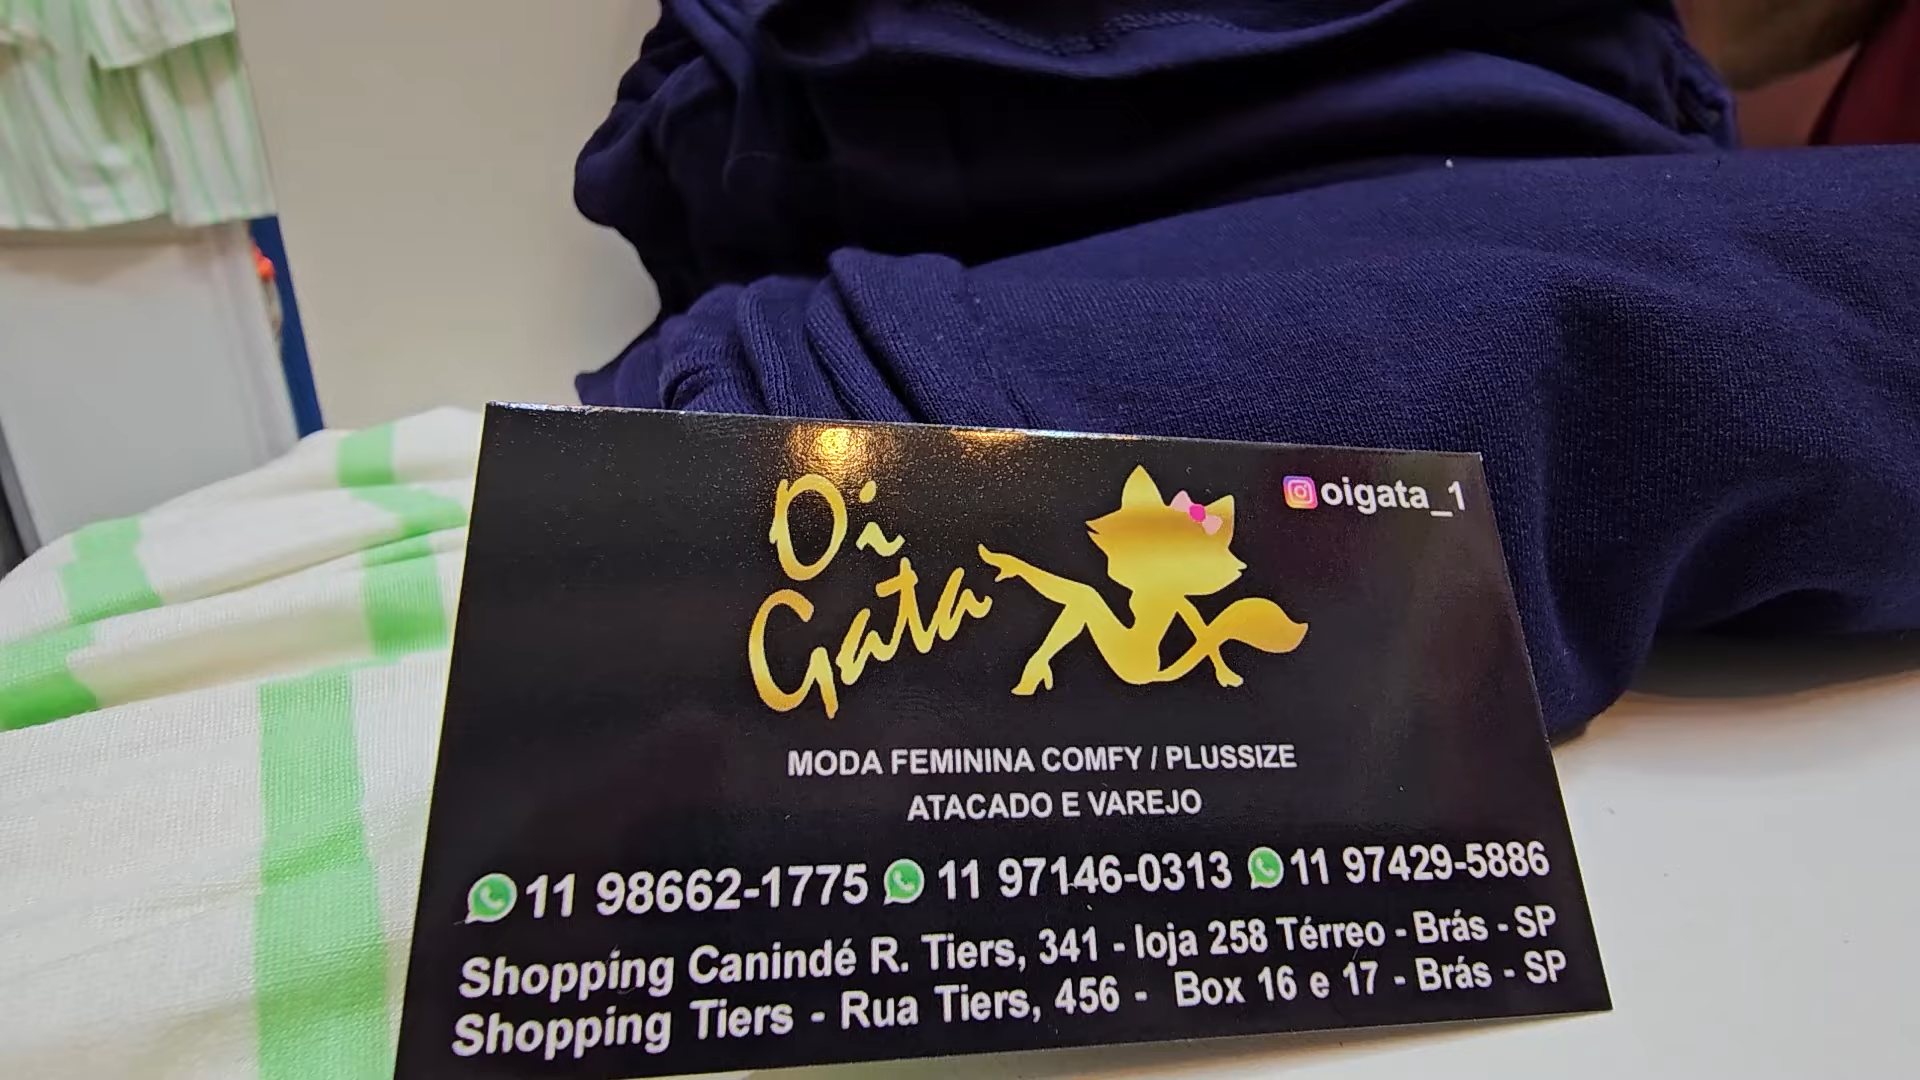 Oi
Gata
oigata_1
MODA FEMININA COMFY / PLUSSIZE
ATACADO E VAREJO
11 98662-1775 11 97146-0313 11 97429-5886
Shopping Canindé R. Tiers, 341 - loja 258 Térreo - Brás - SP
Shopping Tiers - Rua Tiers, 456 - Box 16 e 17 - Brás - SP